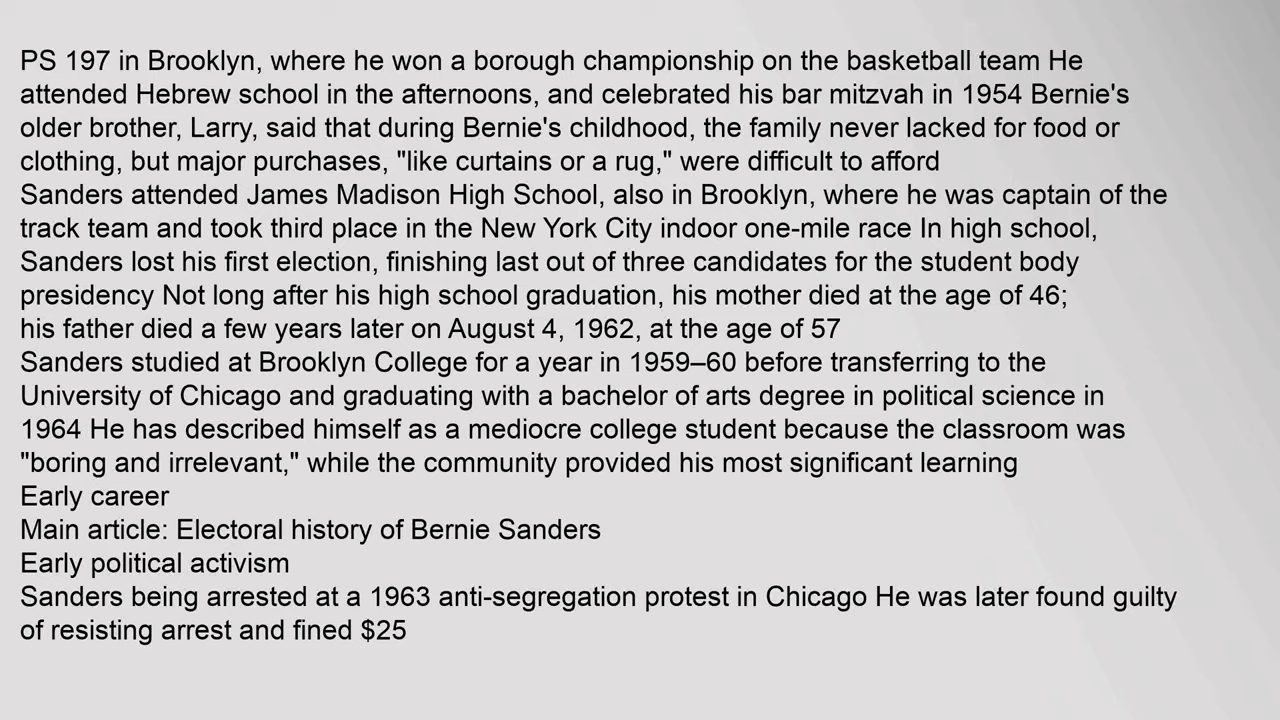 PS 197 in Brooklyn, where he won a borough championship on the basketball team He
attended Hebrew school in the afternoons, and celebrated his bar mitzvah in 1954 Bernie's
older brother, Larry, said that during Bernie's childhood, the family never lacked for food or
clothing, but major purchases, "like curtains or a rug," were difficult to afford
Sanders attended James Madison High School, also in Brooklyn, where he was captain of the
track team and took third place in the New York City indoor one-mile race In high school,
Sanders lost his first election, finishing last out of three candidates for the student body
presidency Not long after his high school graduation, his mother died at the age of 46;
his father died a few years later on August 4, 1962, at the age of 57
Sanders studied at Brooklyn College for a year in 1959–60 before transferring to the
University of Chicago and graduating with a bachelor of arts degree in political science in
1964 He has described himself as a mediocre college student because the classroom was
"boring and irrelevant," while the community provided his most significant learning
Early career
Main article: Electoral history of Bernie Sanders
Early political activism
Sanders being arrested at a 1963 anti-segregation protest in Chicago He was later found guilty
of resisting arrest and fined $25